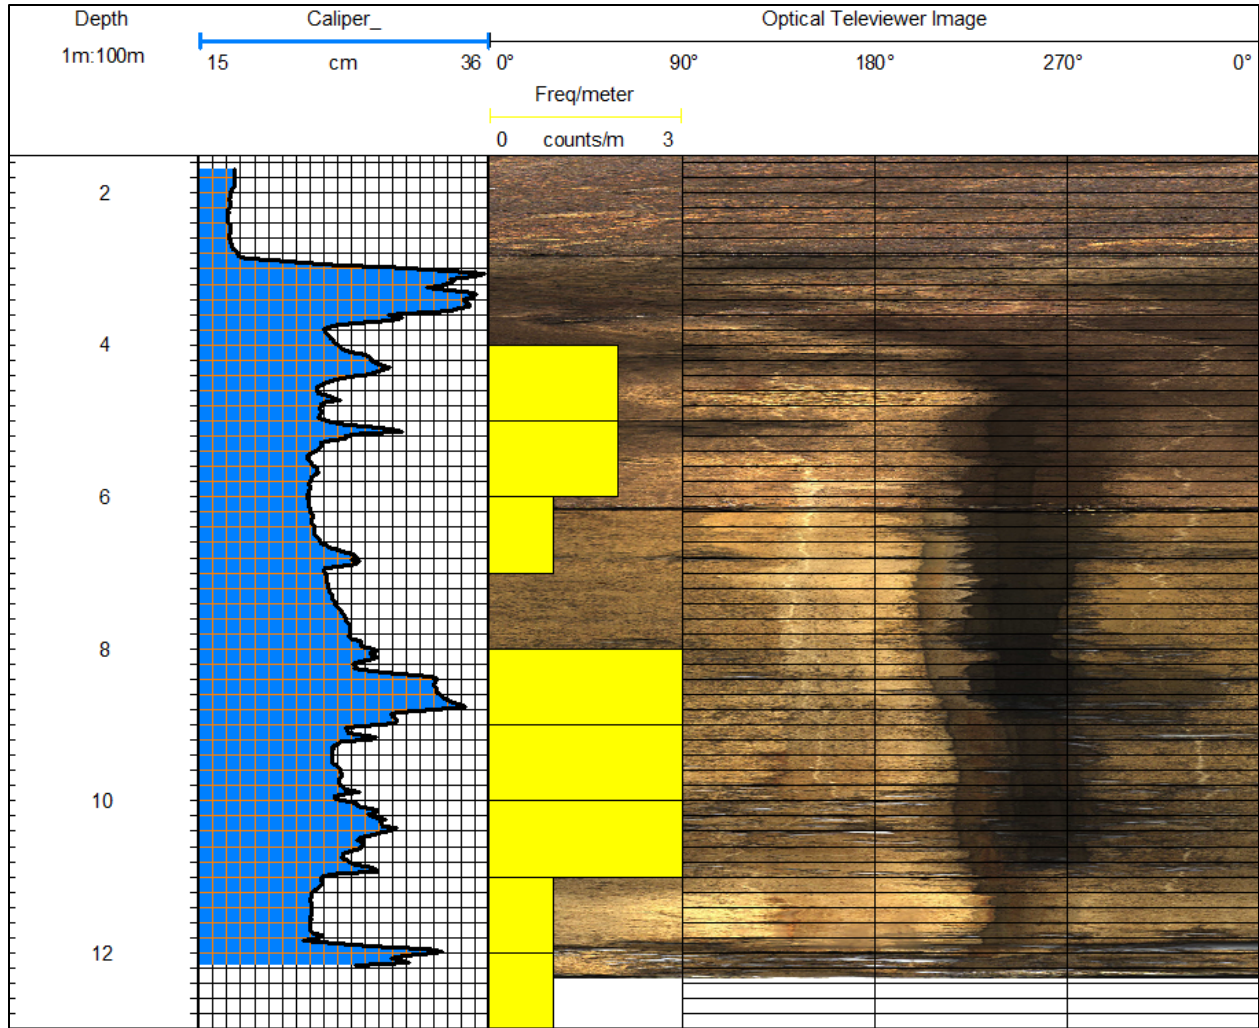 Depth Caliper_ Optical Televiewer Image
1m:100m 15 cm 36 0° 90° 180° 270° 0°
Freq/meter
0 counts/m 3
2
4
6
8
10
12